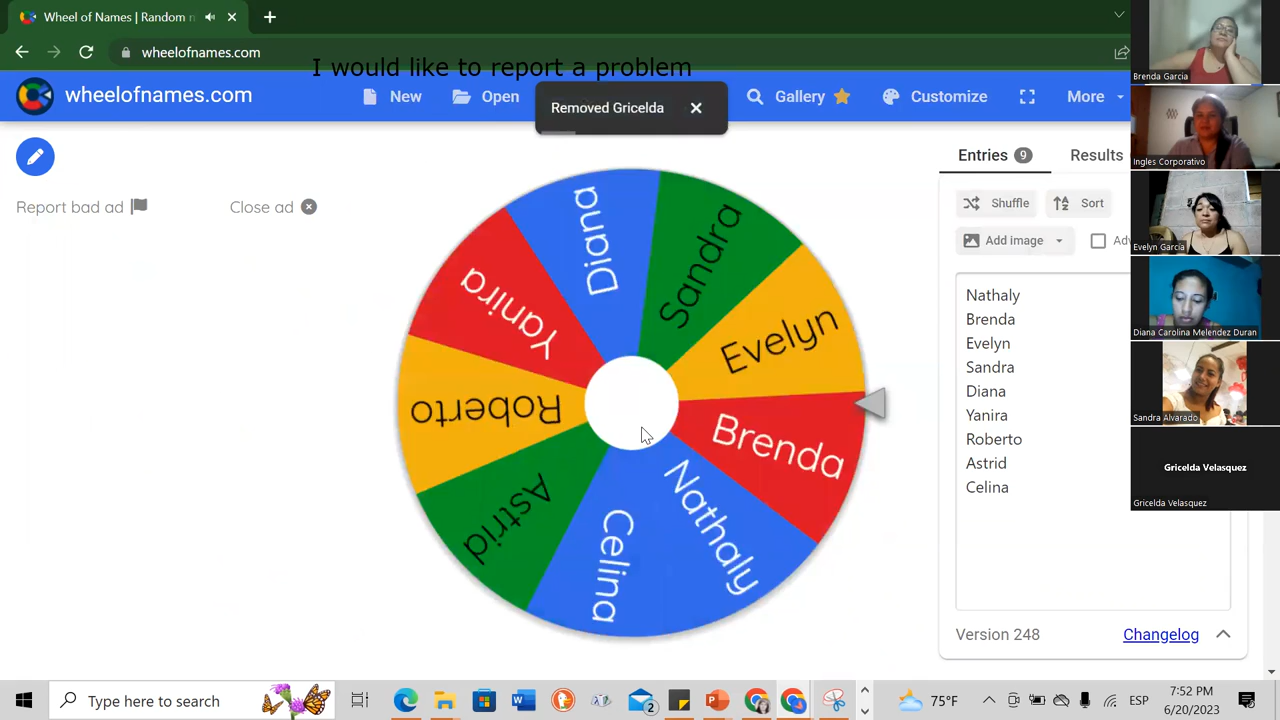 Wheel of Names | Random n
wheelofnames.com
I would like to report a problem
wheelofnames.com
New
Open
Removed Gricelda
Gallery
Customize
More
Report bad ad
Close ad
Entries 9
Results
Shuffle
Sort
Add image
Adv
Nathaly
Brenda
Evelyn
Sandra
Diana
Yanira
Roberto
Astrid
Celina
Version 248
Changelog
Diana
Sandra
Evelyn
Brenda
Nathaly
Celina
Astrid
Roberto
Yanira
Brenda Garcia
Ingles Corporativo
Evelyn Garcia
Diana Carolina Melendez Duran
Sandra Alvarado
Gricelda Velasquez
Gricelda Velasquez
Type here to search
2
75°F
ESP
7:52 PM
6/20/2023